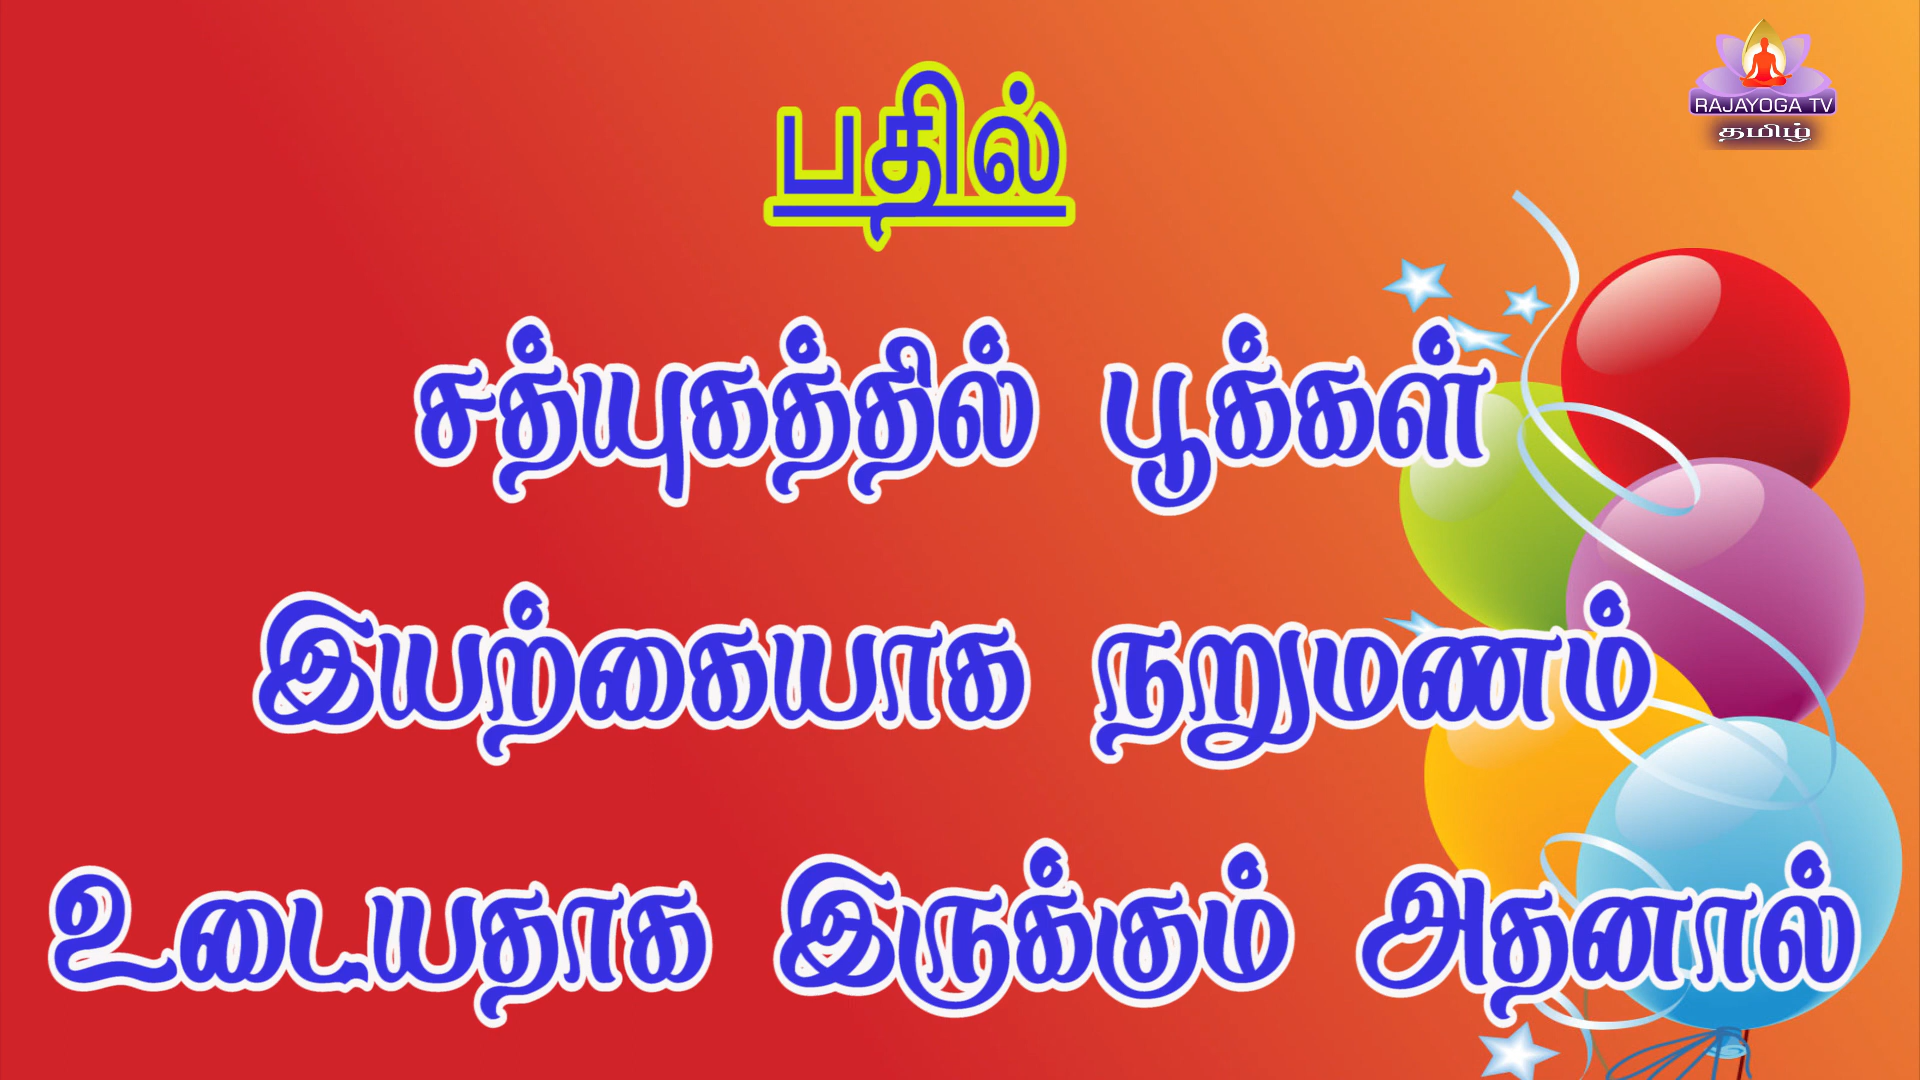 RAJAYOGA TV
தமிழ்
பதில்
சத்யுகத்தில் பூக்கள்
இயற்கையாக நறுமணம்
உடையதாக இருக்கும் அதனால்